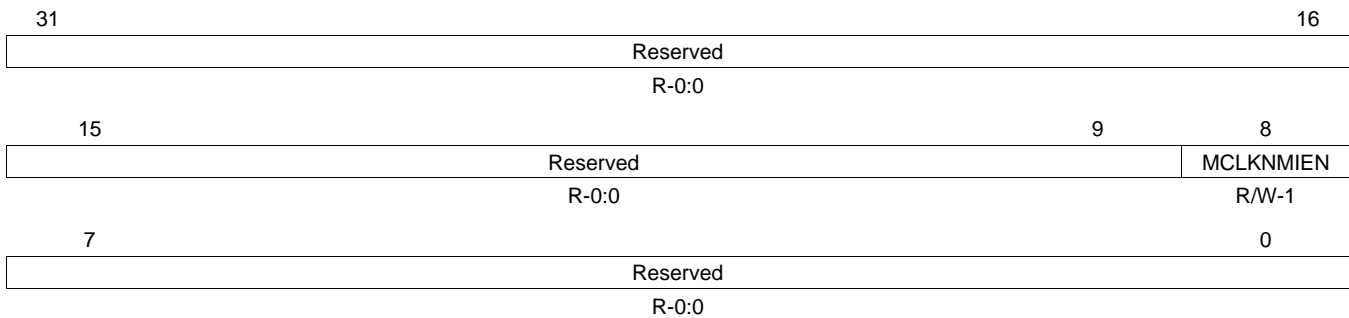 31 16
Reserved
R-0:0
15 9 8
Reserved MCLKNMIEN
R-0:0 R/W-1
7 0
Reserved
R-0:0